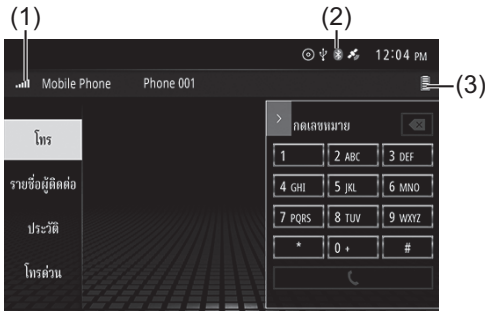 (1)
(2)
12:04 PM
Mobile Phone Phone 001
(3)
โทร
รายชื่อผู้ติดต่อ
ประวัติ
โทรด่วน
กดเลขหมาย
1 2 ABC 3 DEF
4 GHI 5 JKL 6 MNO
7 PQRS 8 TUV 9 WXYZ
* 0 + #